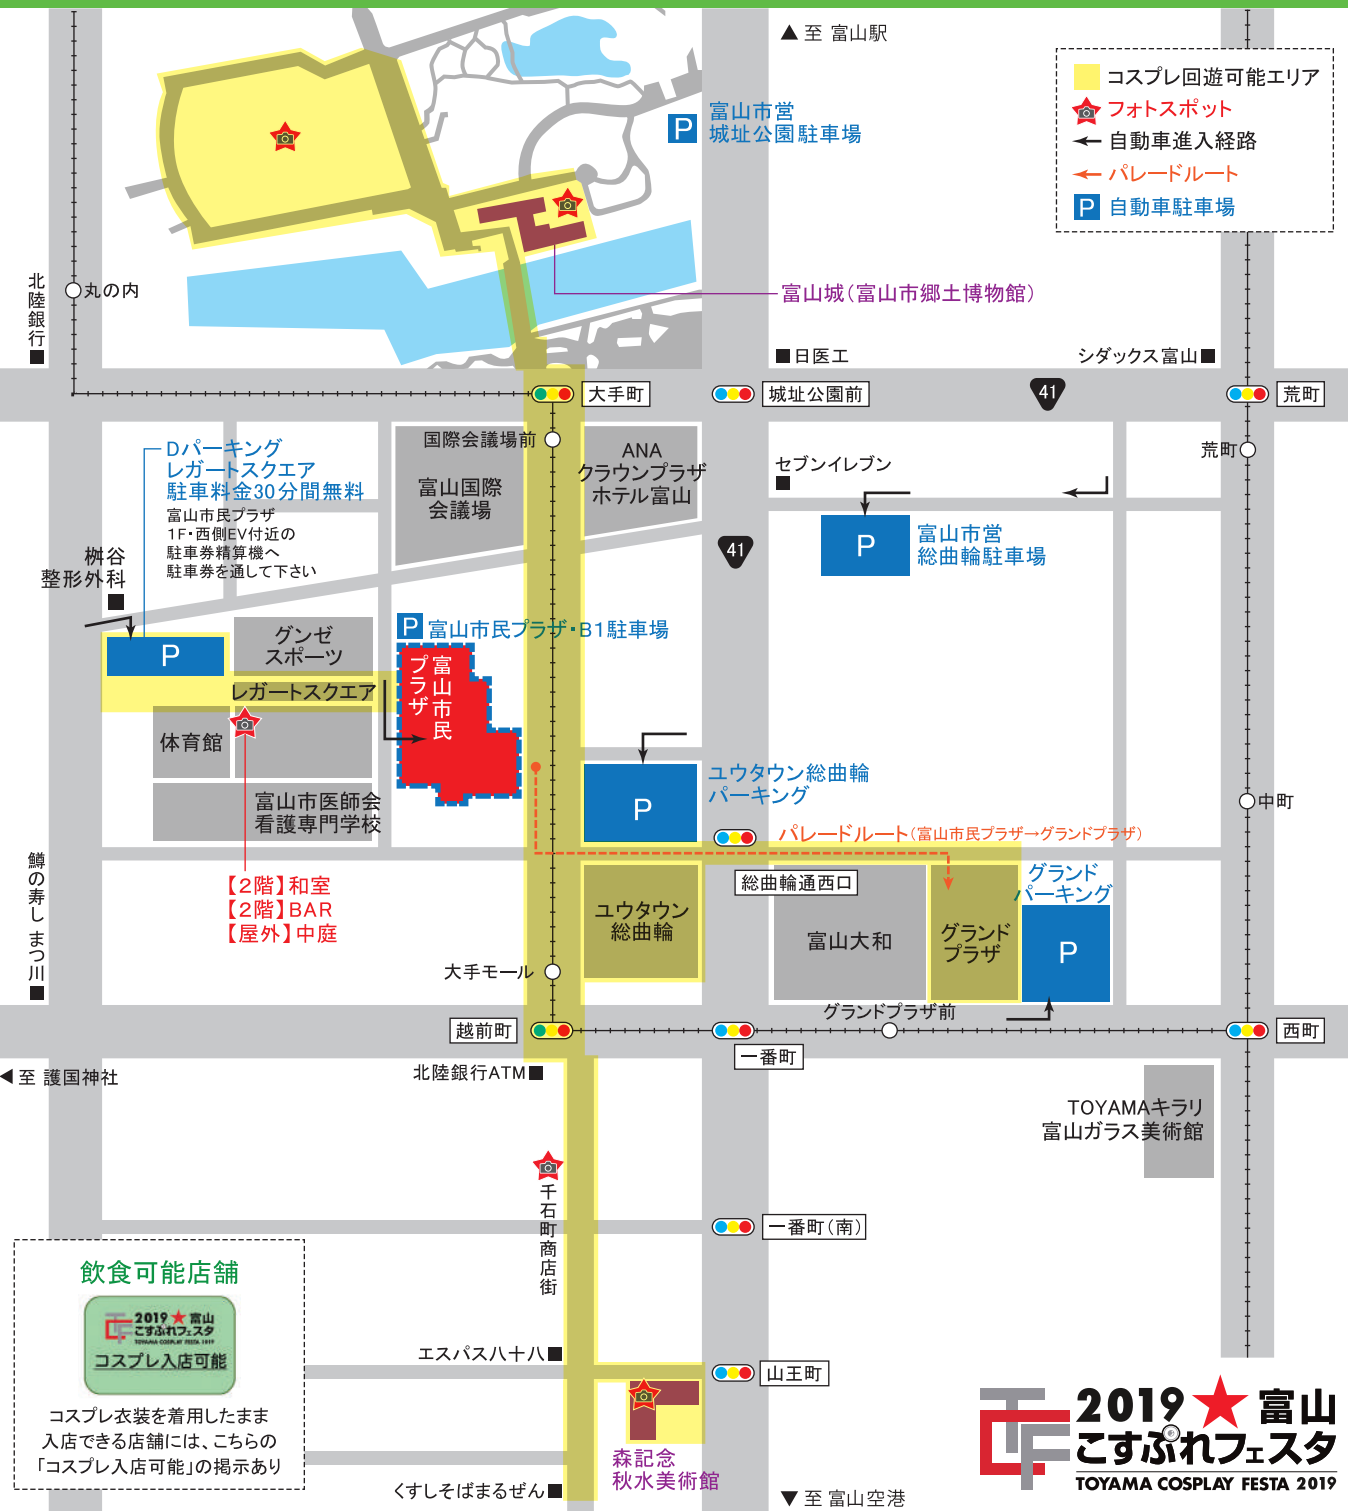 ▲至 富山駅
コスプレ回遊可能エリア
フォトスポット
自動車進入経路
パレードルート
P 自動車駐車場
P 富山市営
城址公園駐車場
北陸銀行
丸の内
富山城(富山市郷土博物館)
■日医工
シダックス富山■
大手町
城址公園前
41
荒町
国際会議場前
富山国際
会議場
ANA
クラウンプラザ
ホテル富山
セブンイレブン
荒町
Dパーキング
レガートスクエア
駐車料金30分間無料
富山市民プラザ
1F・西側EV付近の
駐車券精算機へ
駐車券を通して下さい
桝谷
整形外科
41
P
富山市営
総曲輪駐車場
P
グンゼ
スポーツ
P 富山市民プラザ・B1駐車場
富山市民
プラザ
レガートスクエア
体育館
富山市医師会
看護専門学校
P
ユウタウン総曲輪
パーキング
中町
パレードルート(富山市民プラザ→グランドプラザ)
【2階】和室
【2階】BAR
【屋外】中庭
鱒の寿し まつ川
総曲輪通西口
グランド
パーキング
ユウタウン
総曲輪
富山大和
グランド
プラザ
P
大手モール
グランドプラザ前
越前町
一番町
西町
◀至 護国神社
北陸銀行ATM■
TOYAMAキラリ
富山ガラス美術館
千石町商店街
一番町(南)
飲食可能店舗
2019★富山
こすぷれフェスタ
TOYAMA COSPLAY FESTA 2019
コスプレ入店可能
コスプレ衣装を着用したまま
入店できる店舗には、こちらの
「コスプレ入店可能」の掲示あり
エスパス八十八■
山王町
森記念
秋水美術館
くすしそばまるぜん■
▼至 富山空港
TCF
2019★富山
こすぷれフェスタ
TOYAMA COSPLAY FESTA 2019